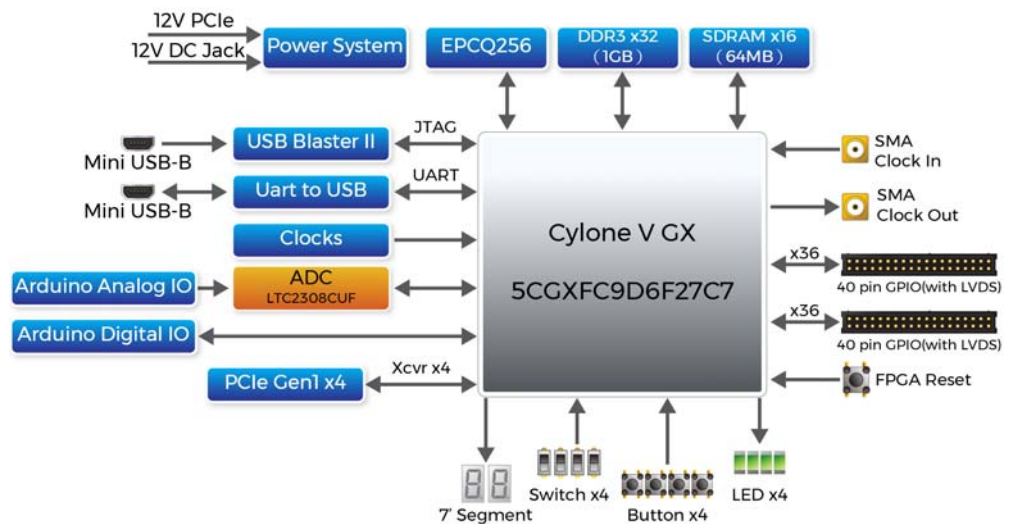 12V PCIe
12V DC Jack
Power System
EPCQ256
DDR3 x32
(1GB)
SDRAM x16
(64MB)
JTAG
USB Blaster II
Mini USB-B
UART
Uart to USB
Mini USB-B
Clocks
ADC
LTC2308CUF
Arduino Analog IO
Arduino Digital IO
PCIe Gen1 x4
Xcvr x4
Cylone V GX
5CGXFC9D6F27C7
SMA
Clock In
SMA
Clock Out
x36
40 pin GPIO(with LVDS)
x36
40 pin GPIO(with LVDS)
FPGA Reset
7' Segment
Switch x4
Button x4
LED x4